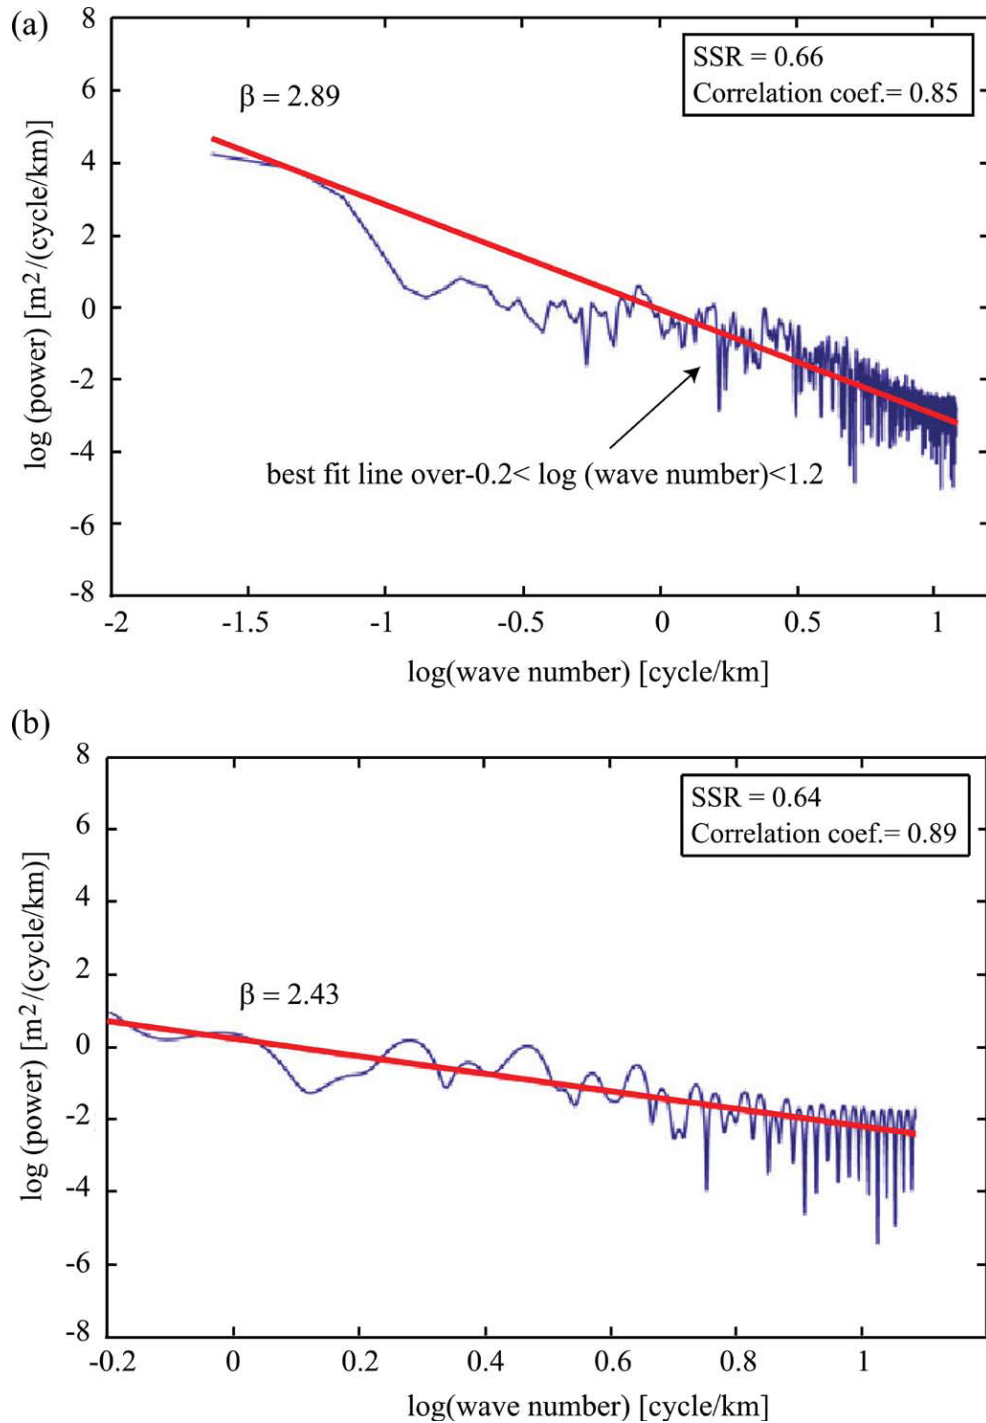 (a)
8
6
4
2
0
-2
-4
-6
-8
log (power) [m²/(cycle/km)]
β = 2.89
SSR = 0.66
Correlation coef.= 0.85
best fit line over-0.2< log (wave number)<1.2
-2 -1.5 -1 -0.5 0 0.5 1
log(wave number) [cycle/km]
(b)
8
6
4
2
0
-2
-4
-6
-8
log (power) [m²/(cycle/km)]
β = 2.43
SSR = 0.64
Correlation coef.= 0.89
-0.2 0 0.2 0.4 0.6 0.8 1
log(wave number) [cycle/km]